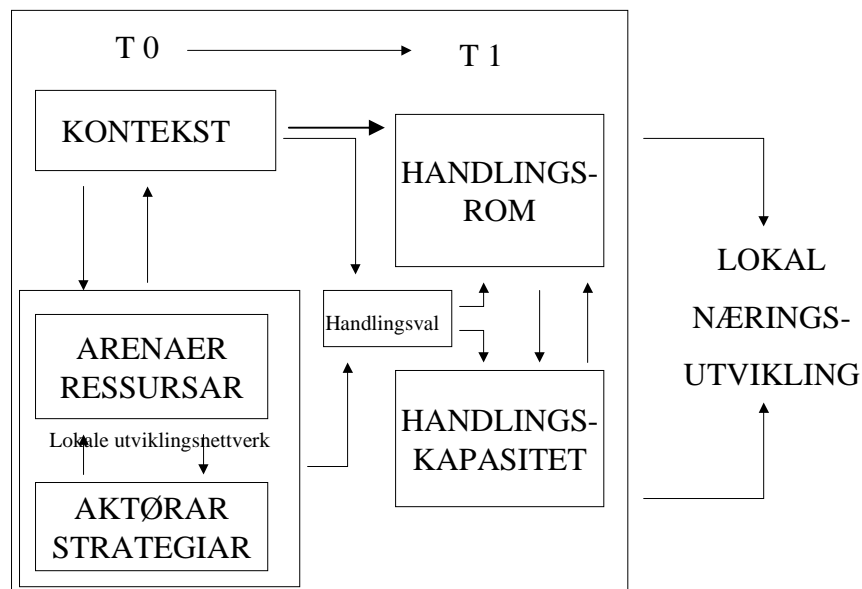 T 0
T 1
KONTEKST
HANDLINGS-
ROM
Handlingsval
ARENAER
RESSURSAR
Lokale utviklingsnettverk
AKTØRAR
STRATEGIAR
HANDLINGS-
KAPASITET
LOKAL
NÆRINGS-
UTVIKLING